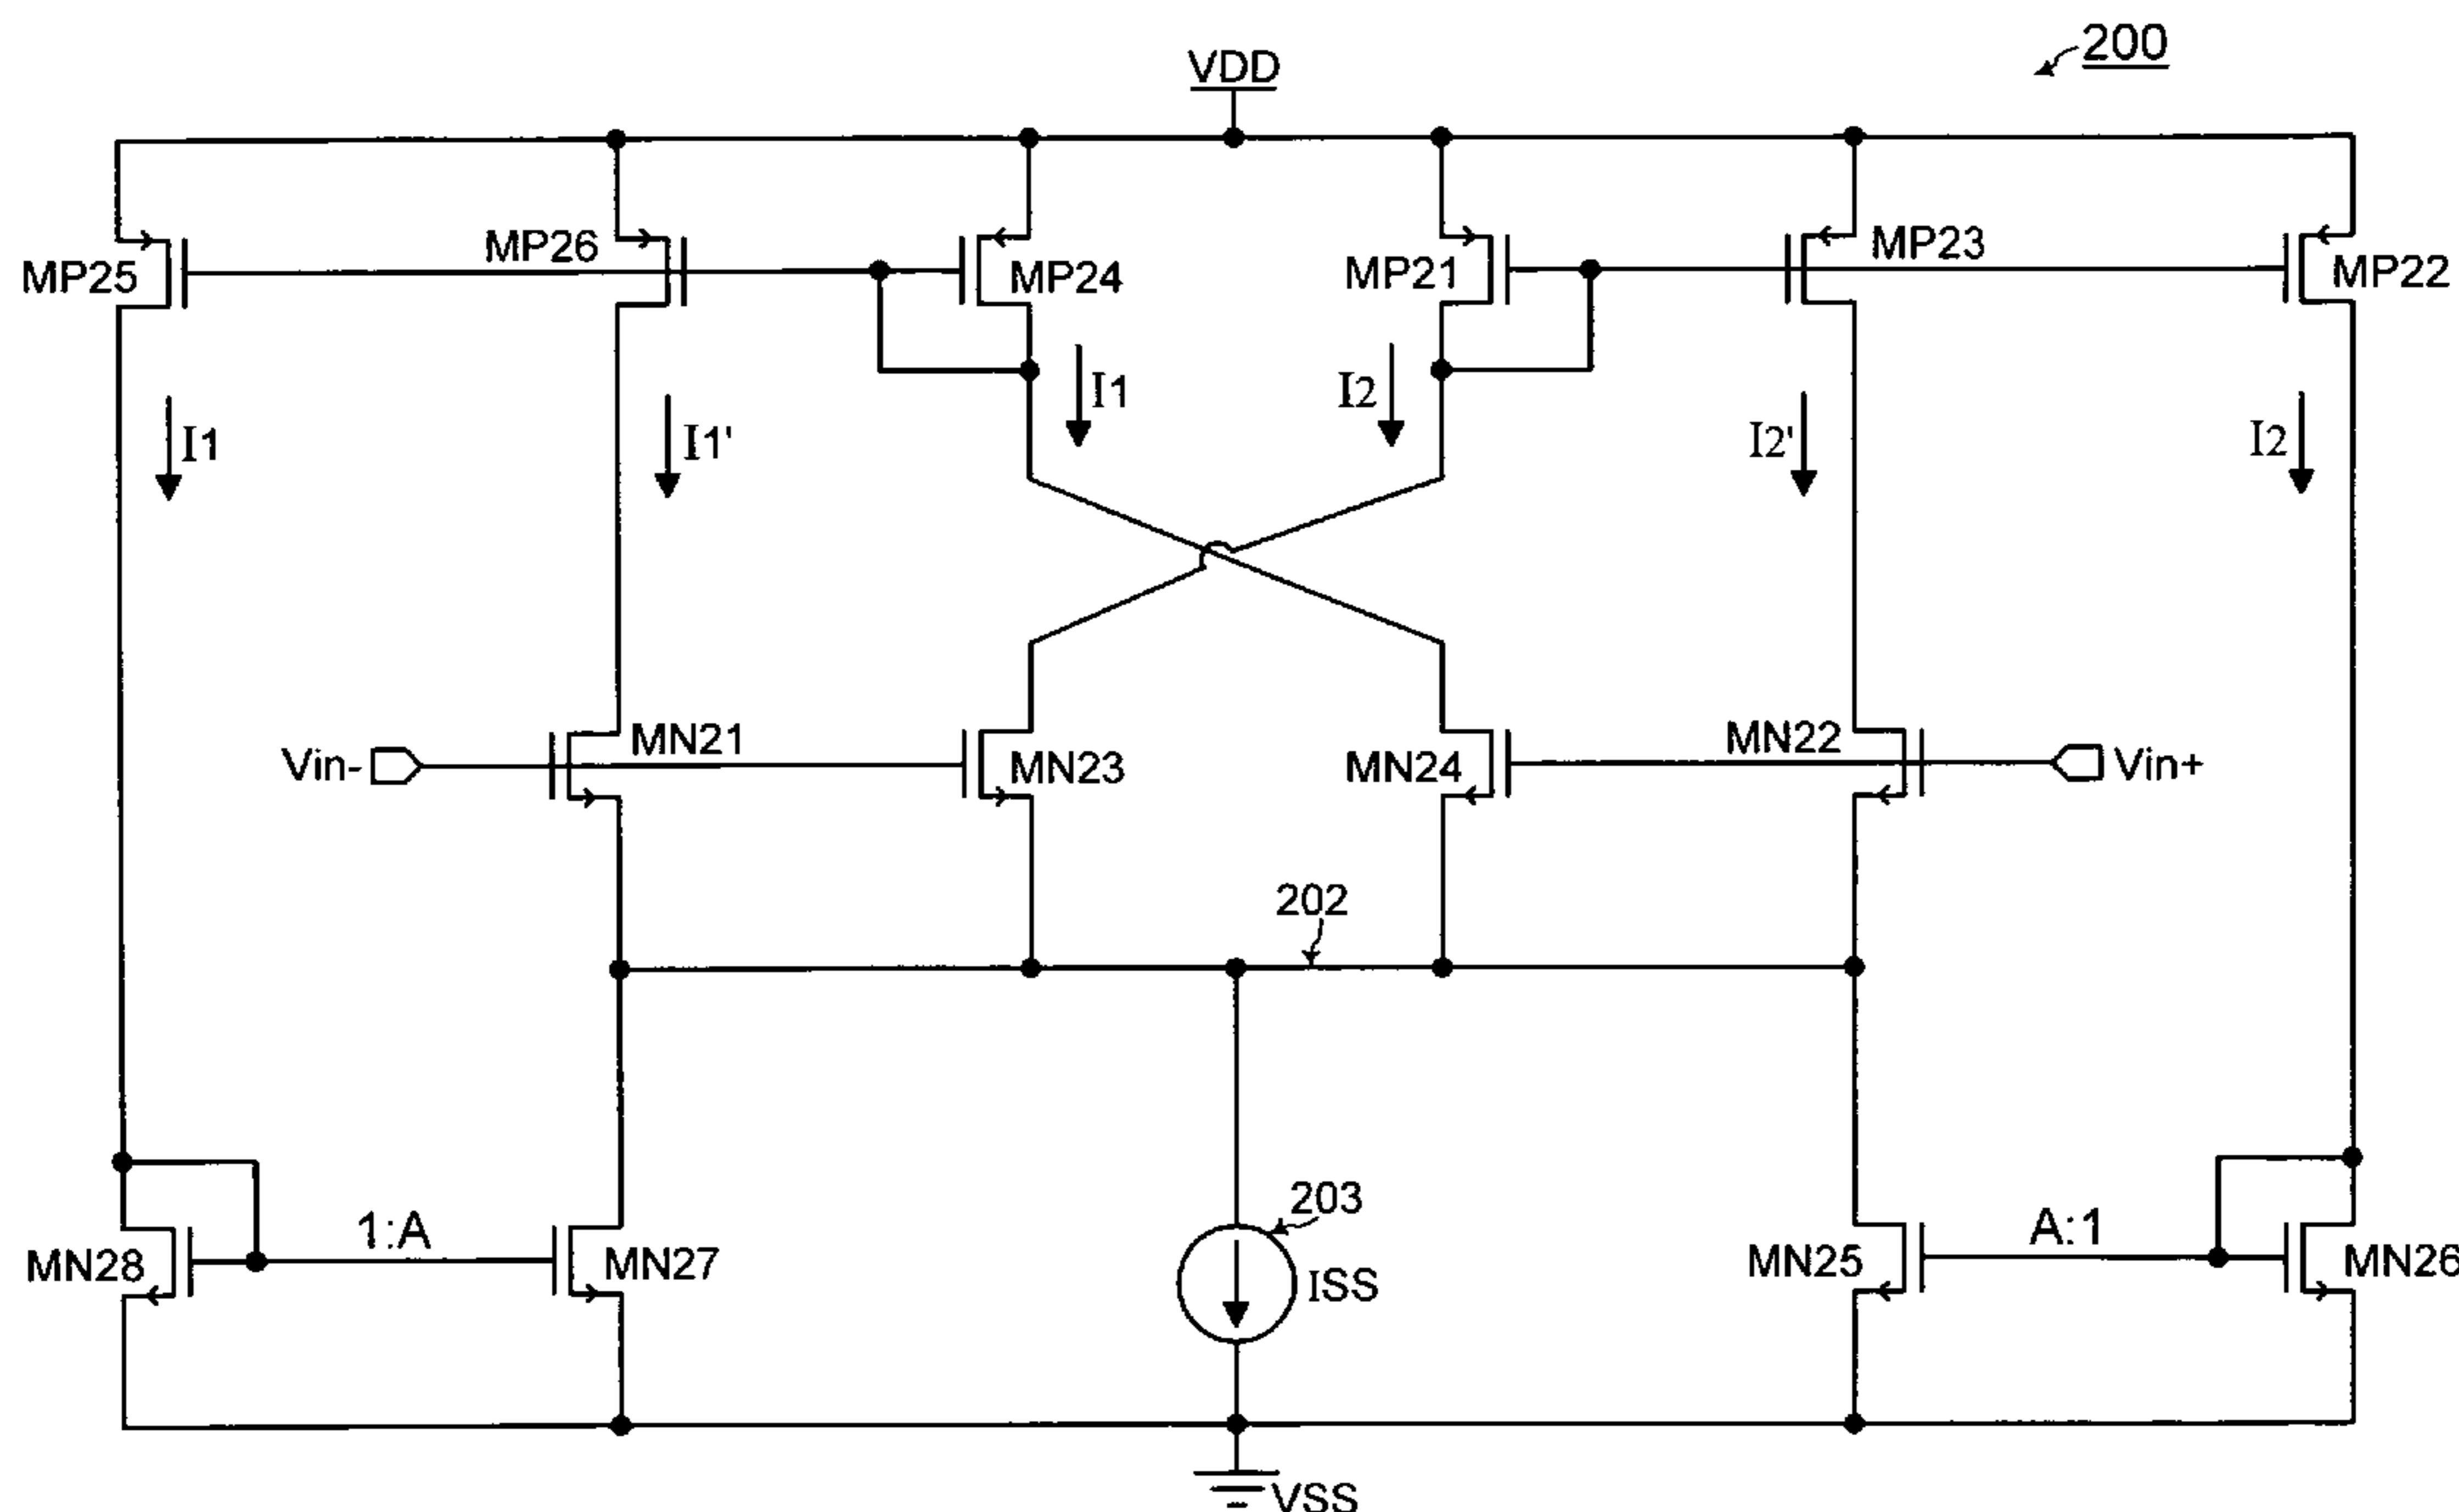 200
VDD
MP25
MP26
MP24
MP21
MP23
MP22
I1
I1'
I1
I2
I2'
I2
Vin-
MN21
MN23
MN24
MN22
Vin+
202
203
ISS
MN28
1:A
MN27
MN25
A:1
MN26
VSS